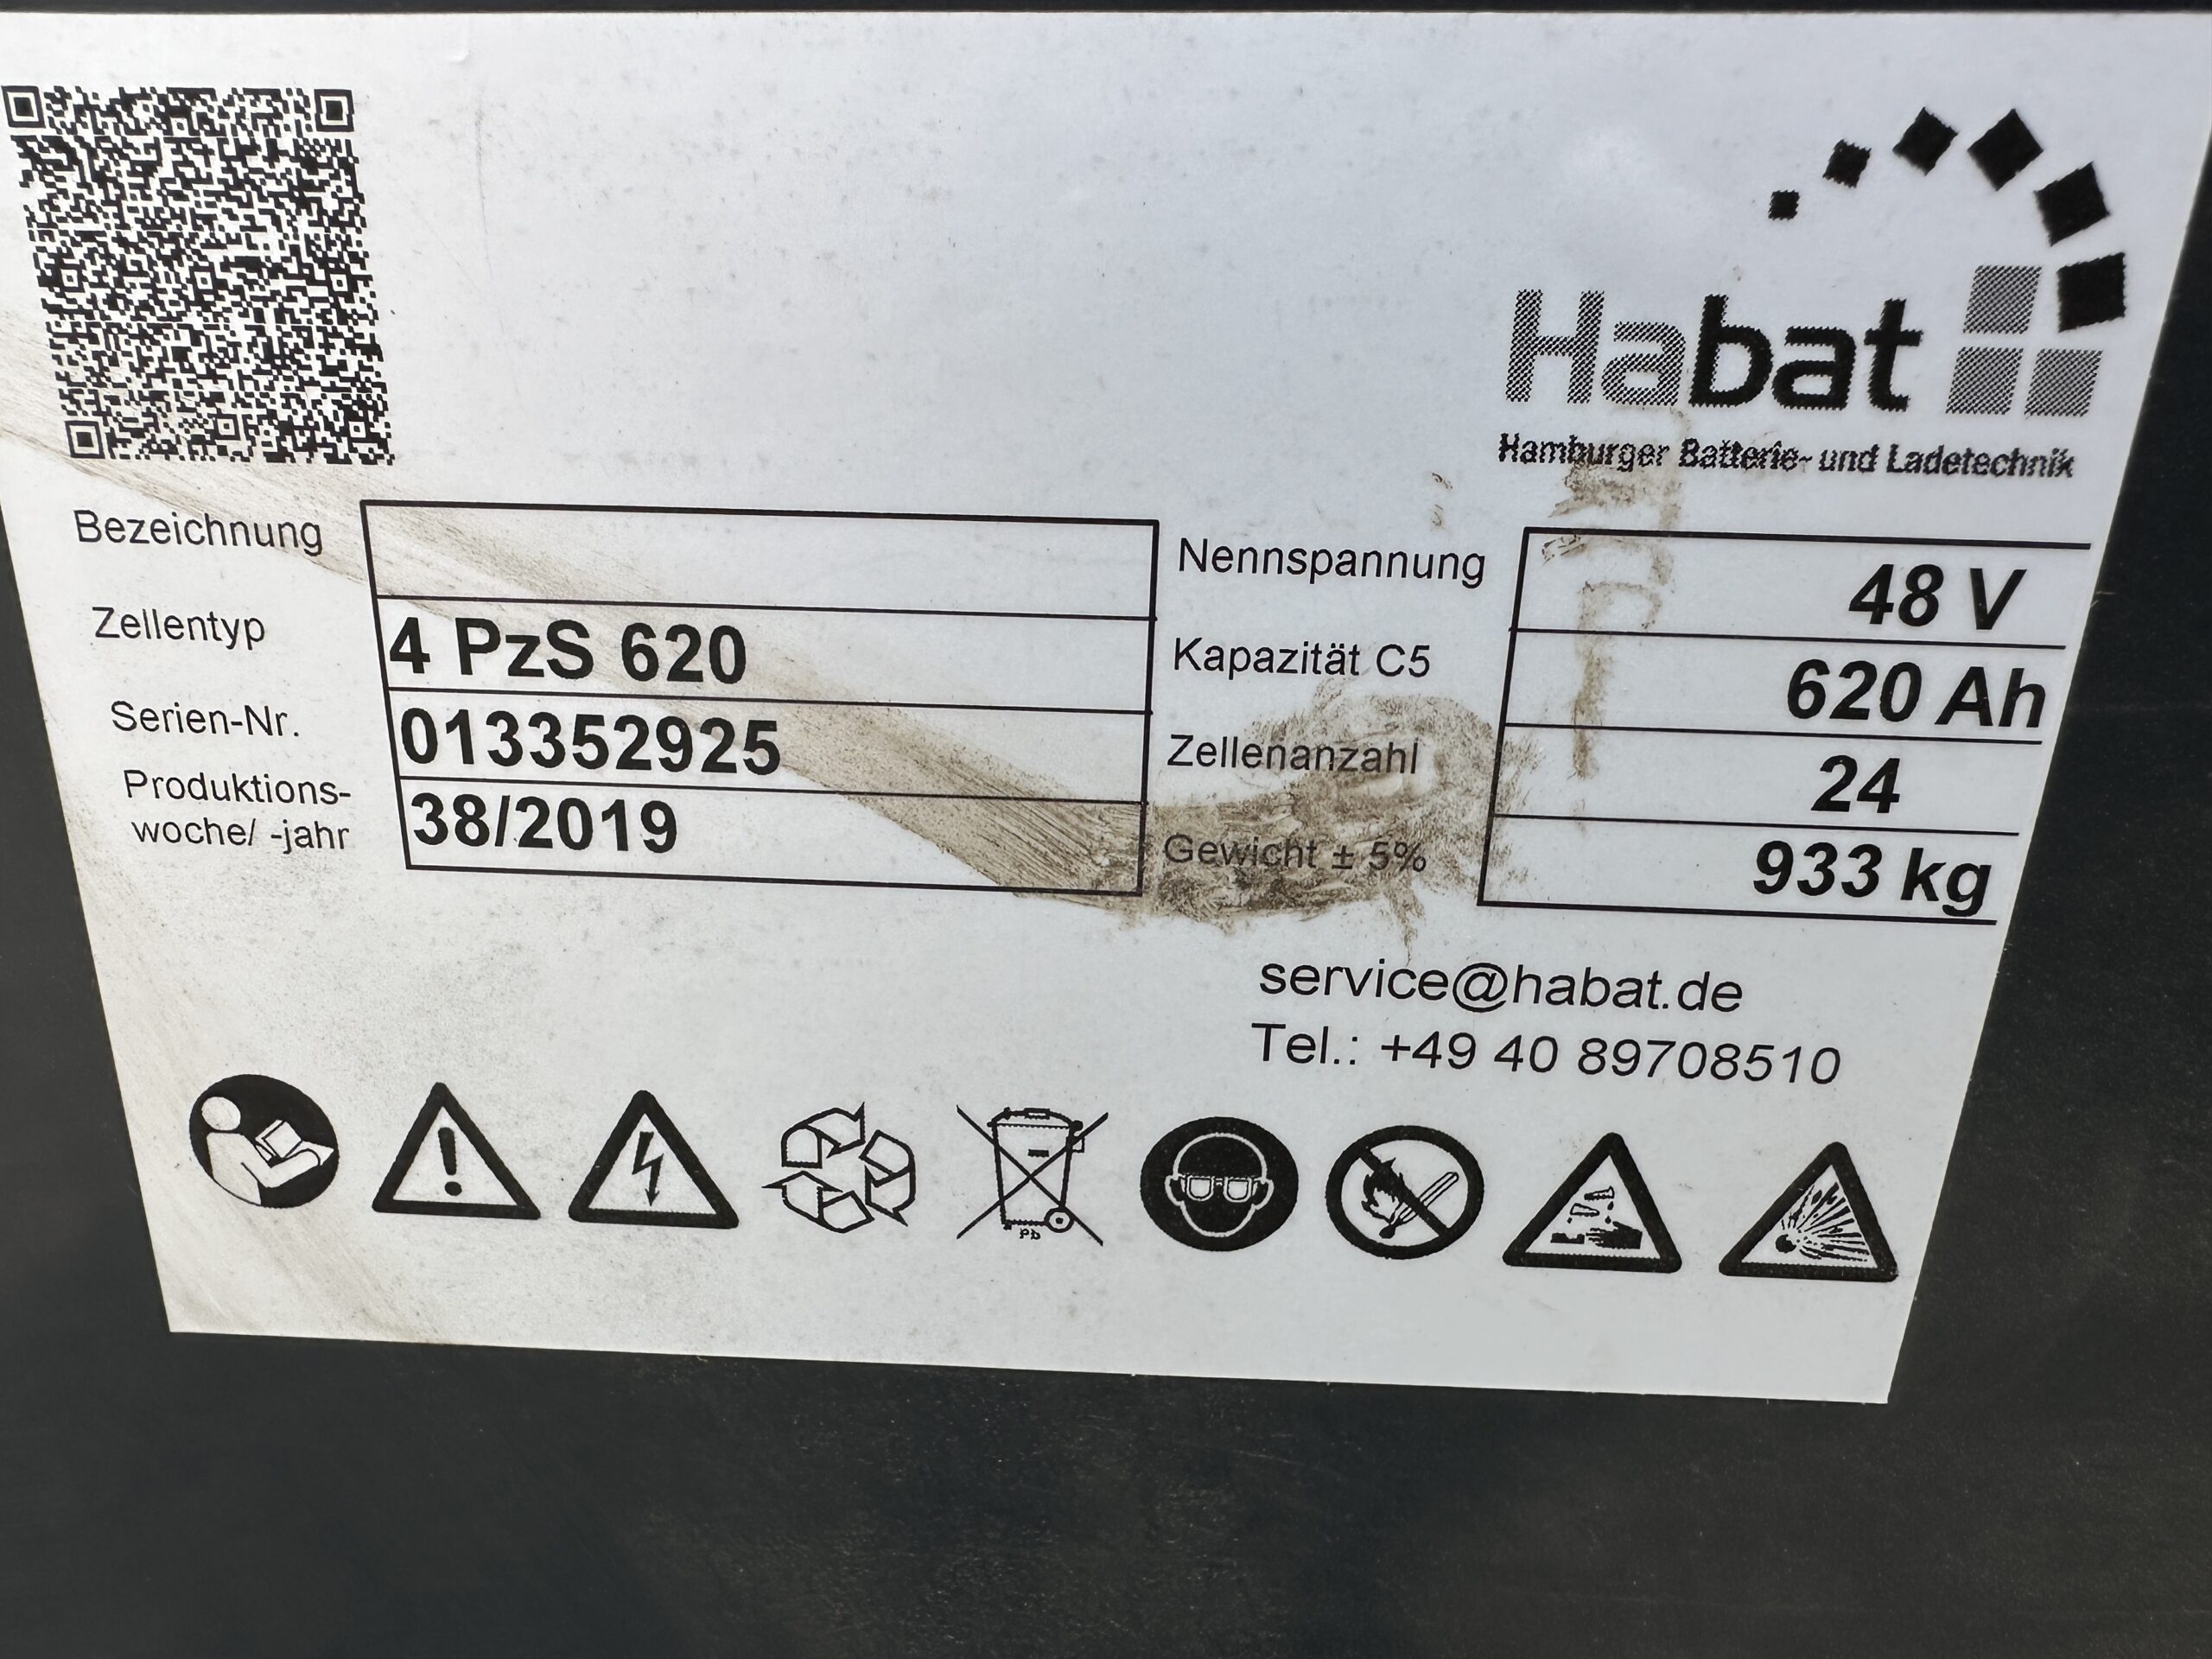 Habat
Hamburger Batterie- und Ladetechnik
Bezeichnung
Zellentyp 4 PzS 620
Serien-Nr. 013352925
Produktions-
woche/ -jahr 38/2019
Nennspannung 48 V
Kapazität C5 620 Ah
Zellenanzahl 24
Gewicht ± 5% 933 kg
service@habat.de
Tel.: +49 40 89708510
Pb